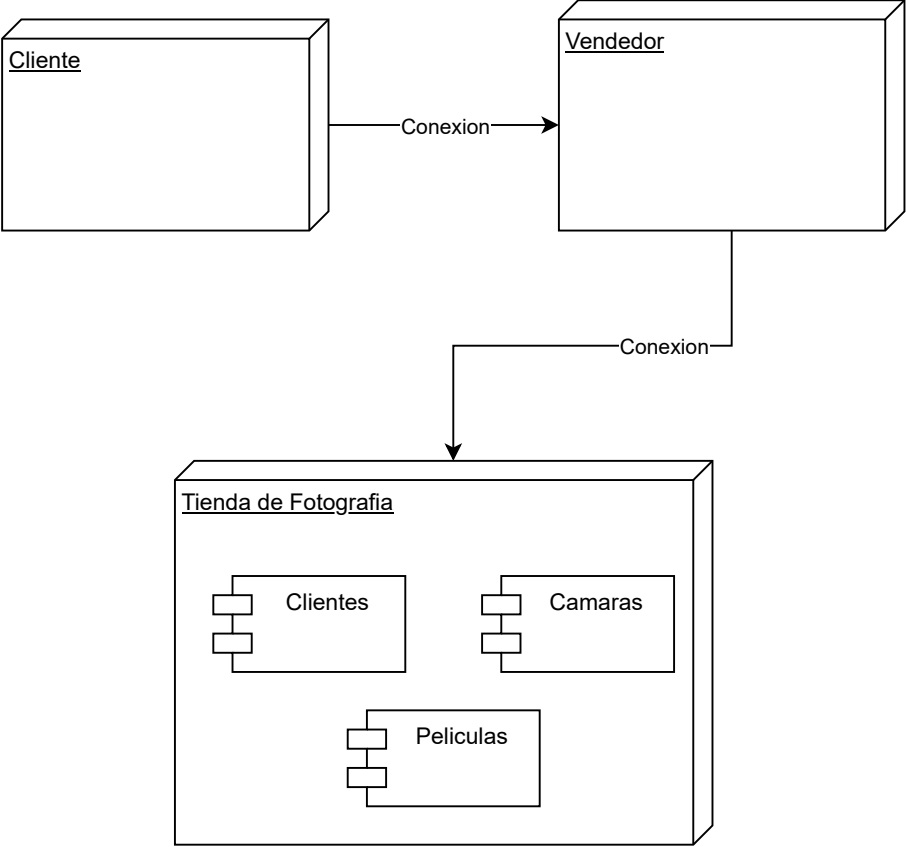 Cliente
Vendedor
Conexion
Conexion
Tienda de Fotografia
Clientes
Camaras
Peliculas